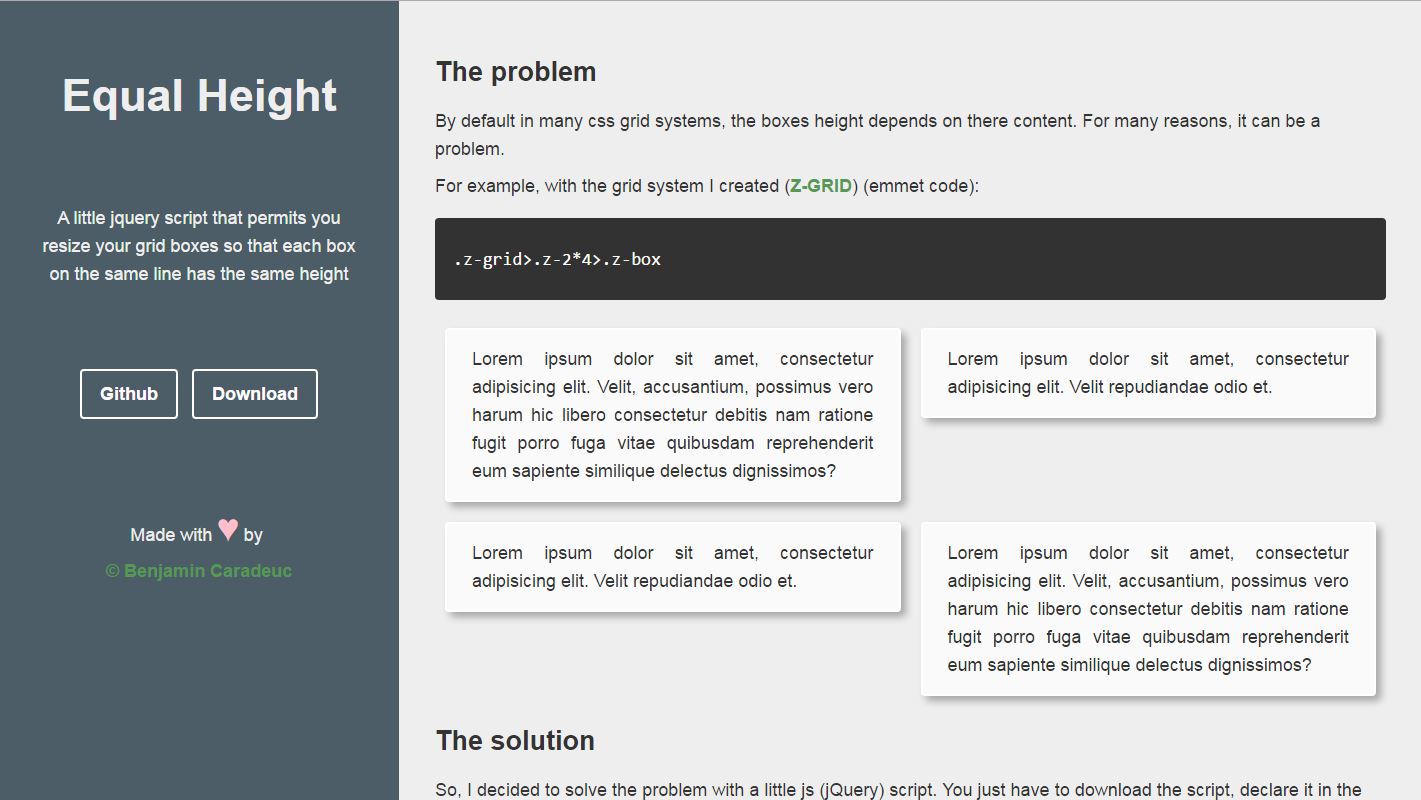 Equal Height
A little jquery script that permits you
resize your grid boxes so that each box
on the same line has the same height
Github
Download
Made with ♥ by
© Benjamin Caradeuc
The problem
By default in many css grid systems, the boxes height depends on there content. For many reasons, it can be a
problem.
For example, with the grid system I created (Z-GRID) (emmet code):
.z-grid>.z-2*4>.z-box
Lorem ipsum dolor sit amet, consectetur
adipisicing elit. Velit, accusantium, possimus vero
harum hic libero consectetur debitis nam ratione
fugit porro fuga vitae quibusdam reprehenderit
eum sapiente similique delectus dignissimos?
Lorem ipsum dolor sit amet, consectetur
adipisicing elit. Velit repudiandae odio et.
Lorem ipsum dolor sit amet, consectetur
adipisicing elit. Velit repudiandae odio et.
Lorem ipsum dolor sit amet, consectetur
adipisicing elit. Velit, accusantium, possimus vero
harum hic libero consectetur debitis nam ratione
fugit porro fuga vitae quibusdam reprehenderit
eum sapiente similique delectus dignissimos?
The solution
So, I decided to solve the problem with a little js (jQuery) script. You just have to download the script, declare it in the